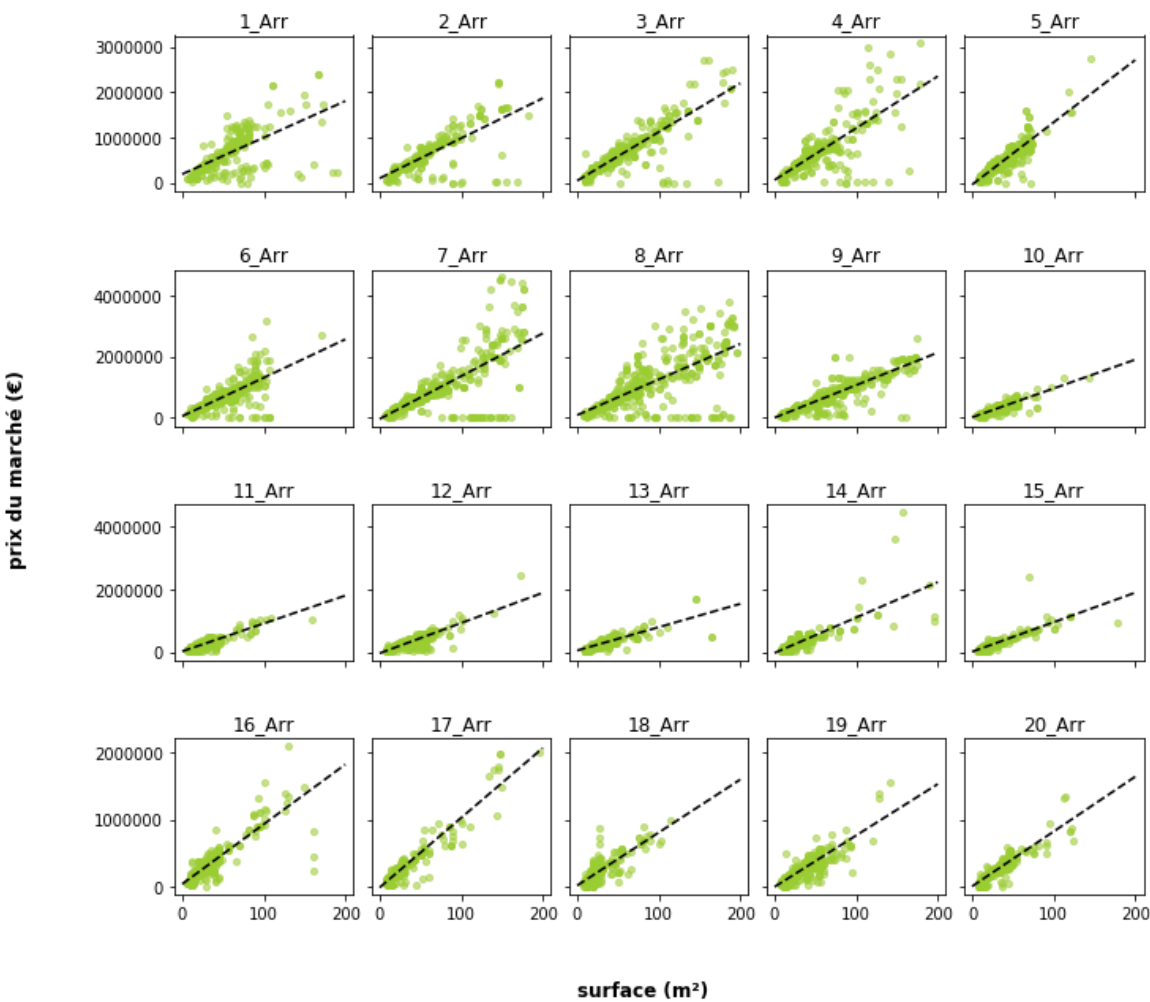 1_Arr 2_Arr 3_Arr 4_Arr 5_Arr
3000000
2000000
1000000
0
6_Arr 7_Arr 8_Arr 9_Arr 10_Arr
4000000
2000000
0
prix du marché (€)
11_Arr 12_Arr 13_Arr 14_Arr 15_Arr
4000000
2000000
0
16_Arr 17_Arr 18_Arr 19_Arr 20_Arr
2000000
1000000
0
0 100 200 0 100 200 0 100 200 0 100 200 0 100 200
surface (m²)